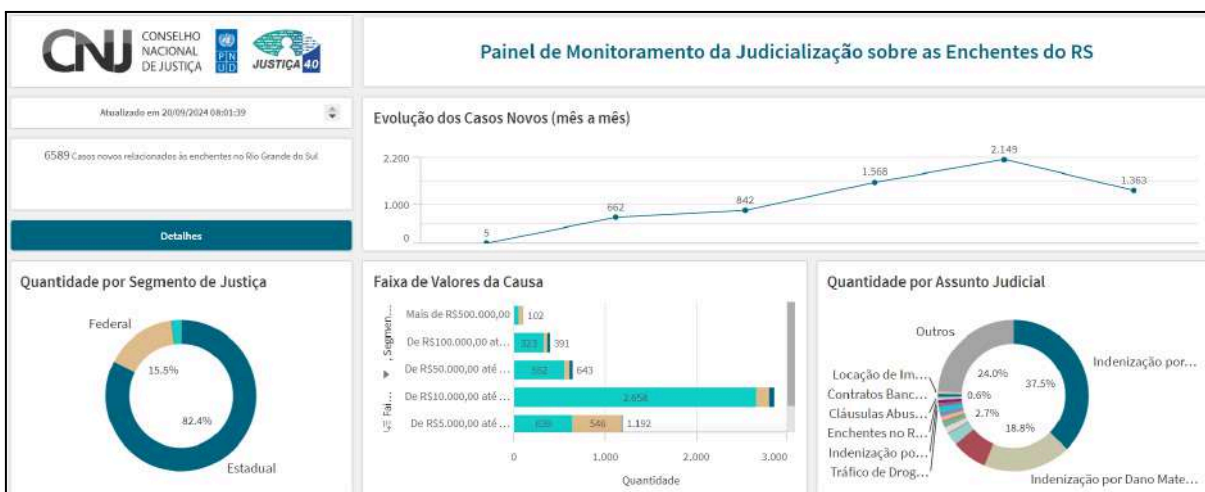 CNJ
CONSELHO
NACIONAL
DE JUSTIÇA
PN
UD
JUSTIÇA 4.0
Painel de Monitoramento da Judicialização sobre as Enchentes do RS
Atualizado em 20/09/2024 08:01:39
6589 Casos novos relacionados às enchentes no Rio Grande do Sul
Detalhes
Evolução dos Casos Novos (mês a mês)
2.200
1.000
0
5
662
842
1.568
2.149
1.363
Quantidade por Segmento de Justiça
Federal
15.5%
82.4%
Estadual
Faixa de Valores da Causa
, Segmen...
Fai...
Mais de R$500.000,00
102
De R$100.000,00 at...
323
391
De R$50.000,00 até ...
552
643
De R$10.000,00 até ...
2.658
De R$5.000,00 até ...
639
546
1.192
0
1.000
2.000
3.000
Quantidade
Quantidade por Assunto Judicial
Outros
24.0%
37.5%
Indenização por...
Locação de Im...
Contratos Banc...
0.6%
Cláusulas Abus...
2.7%
Enchentes no R...
18.8%
Indenização po...
Tráfico de Drog...
Indenização por Dano Mate...